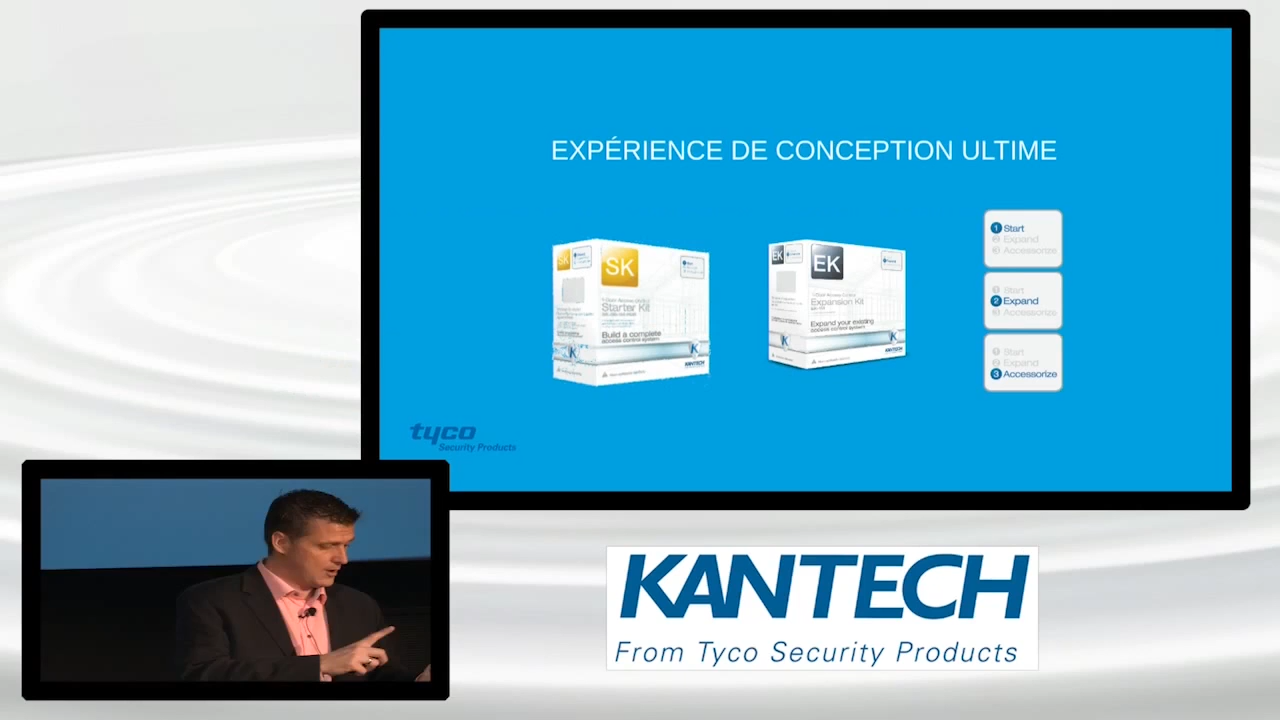 EXPÉRIENCE DE CONCEPTION ULTIME
SK
SK
Starter Kit
Build a complete
access control system
KANTECH
EK
EK
Expansion Kit
Expand your existing
access control system
KANTECH
1 Start
2 Expand
3 Accessorize
1 Start
2 Expand
3 Accessorize
1 Start
2 Expand
3 Accessorize
tyco
Security Products
KANTECH
From Tyco Security Products